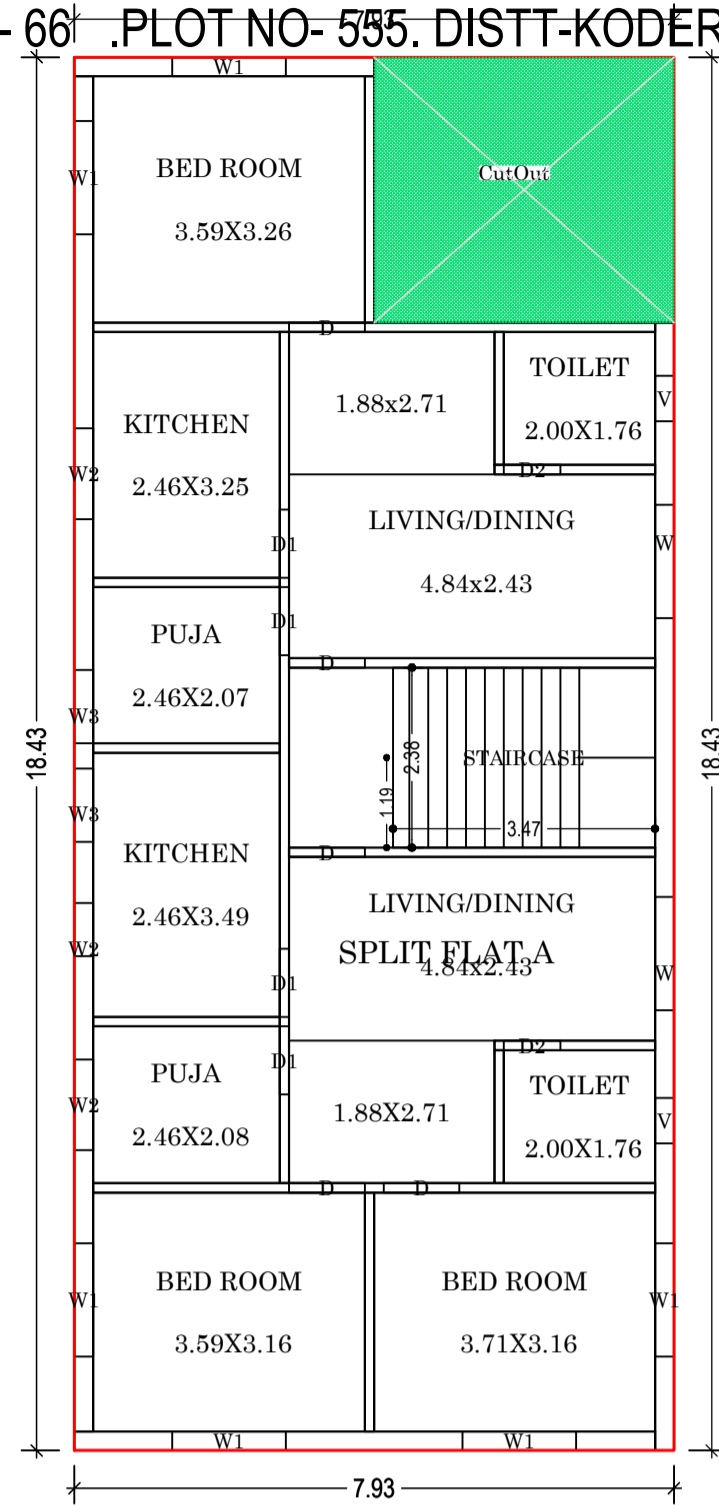 - 66 .PLOT NO- 555. DISTT-KODER
7.93
W1
BED ROOM
3.59X3.26
W1
CutOut
D
1.88x2.71
TOILET
2.00X1.76
V
KITCHEN
2.46X3.25
W2
D2
LIVING/DINING
4.84x2.43
W
D1
D1
PUJA
2.46X2.07
D
W3
18.43
18.43
2.38
1.19
STAIRCASE
3.47
W3
KITCHEN
2.46X3.49
D
LIVING/DINING
SPLIT FLAT A
4.84x2.43
W2
W
D1
D2
D1
PUJA
2.46X2.08
W2
1.88X2.71
TOILET
2.00X1.76
V
D
D
BED ROOM
3.59X3.16
W1
BED ROOM
3.71X3.16
W1
W1
W1
7.93